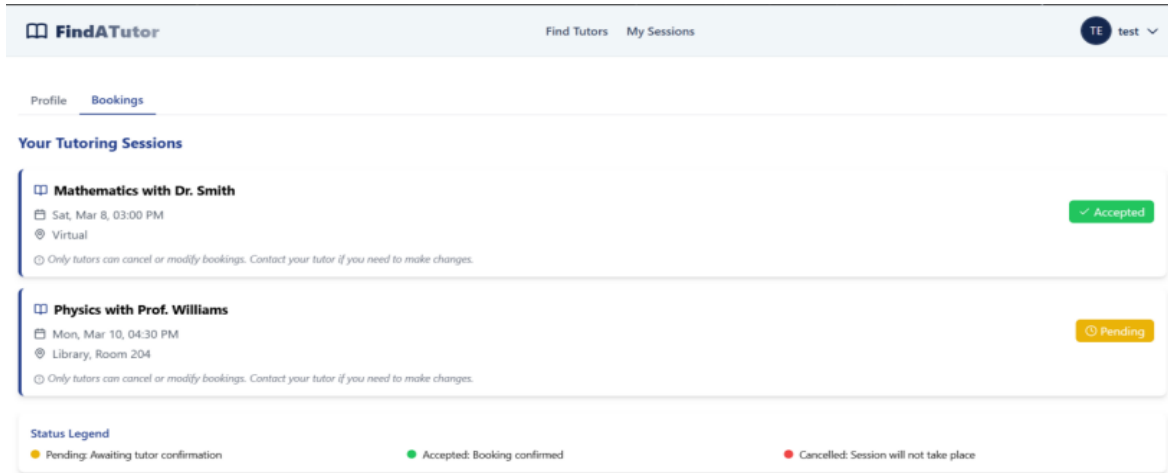 FindATutor
Find Tutors My Sessions
TE test
Profile Bookings
Your Tutoring Sessions
Mathematics with Dr. Smith
Sat, Mar 8, 03:00 PM
Virtual
Only tutors can cancel or modify bookings. Contact your tutor if you need to make changes.
Accepted
Physics with Prof. Williams
Mon, Mar 10, 04:30 PM
Library, Room 204
Only tutors can cancel or modify bookings. Contact your tutor if you need to make changes.
Pending
Status Legend
Pending: Awaiting tutor confirmation
Accepted: Booking confirmed
Cancelled: Session will not take place